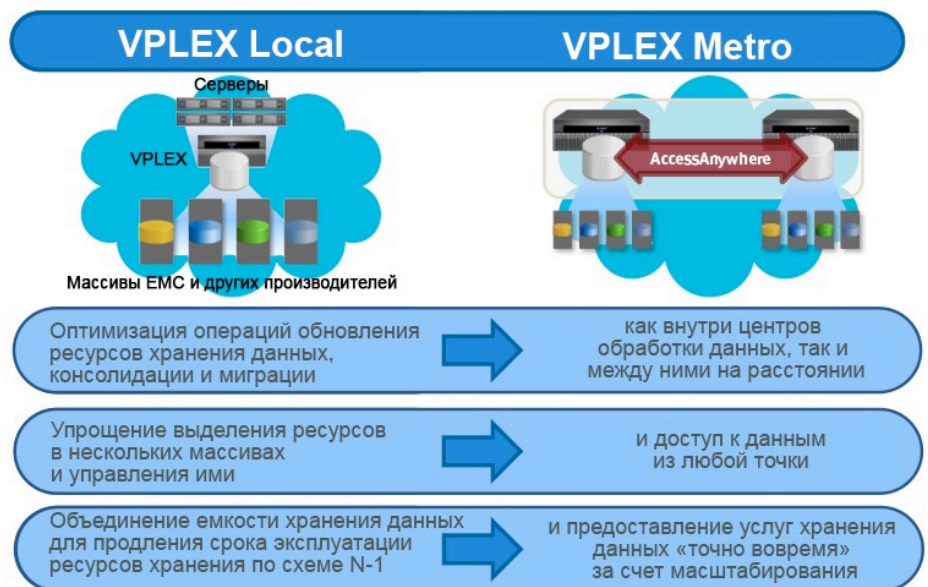 VPLEX Local
VPLEX Metro
Серверы
VPLEX
AccessAnywhere
Массивы EMC и других производителей
Оптимизация операций обновления
ресурсов хранения данных,
консолидации и миграции
как внутри центров
обработки данных, так и
между ними на расстоянии
Упрощение выделения ресурсов
в нескольких массивах
и управления ими
и доступ к данным
из любой точки
Объединение емкости хранения данных
для продления срока эксплуатации
ресурсов хранения по схеме N-1
и предоставление услуг хранения
данных «точно вовремя»
за счет масштабирования